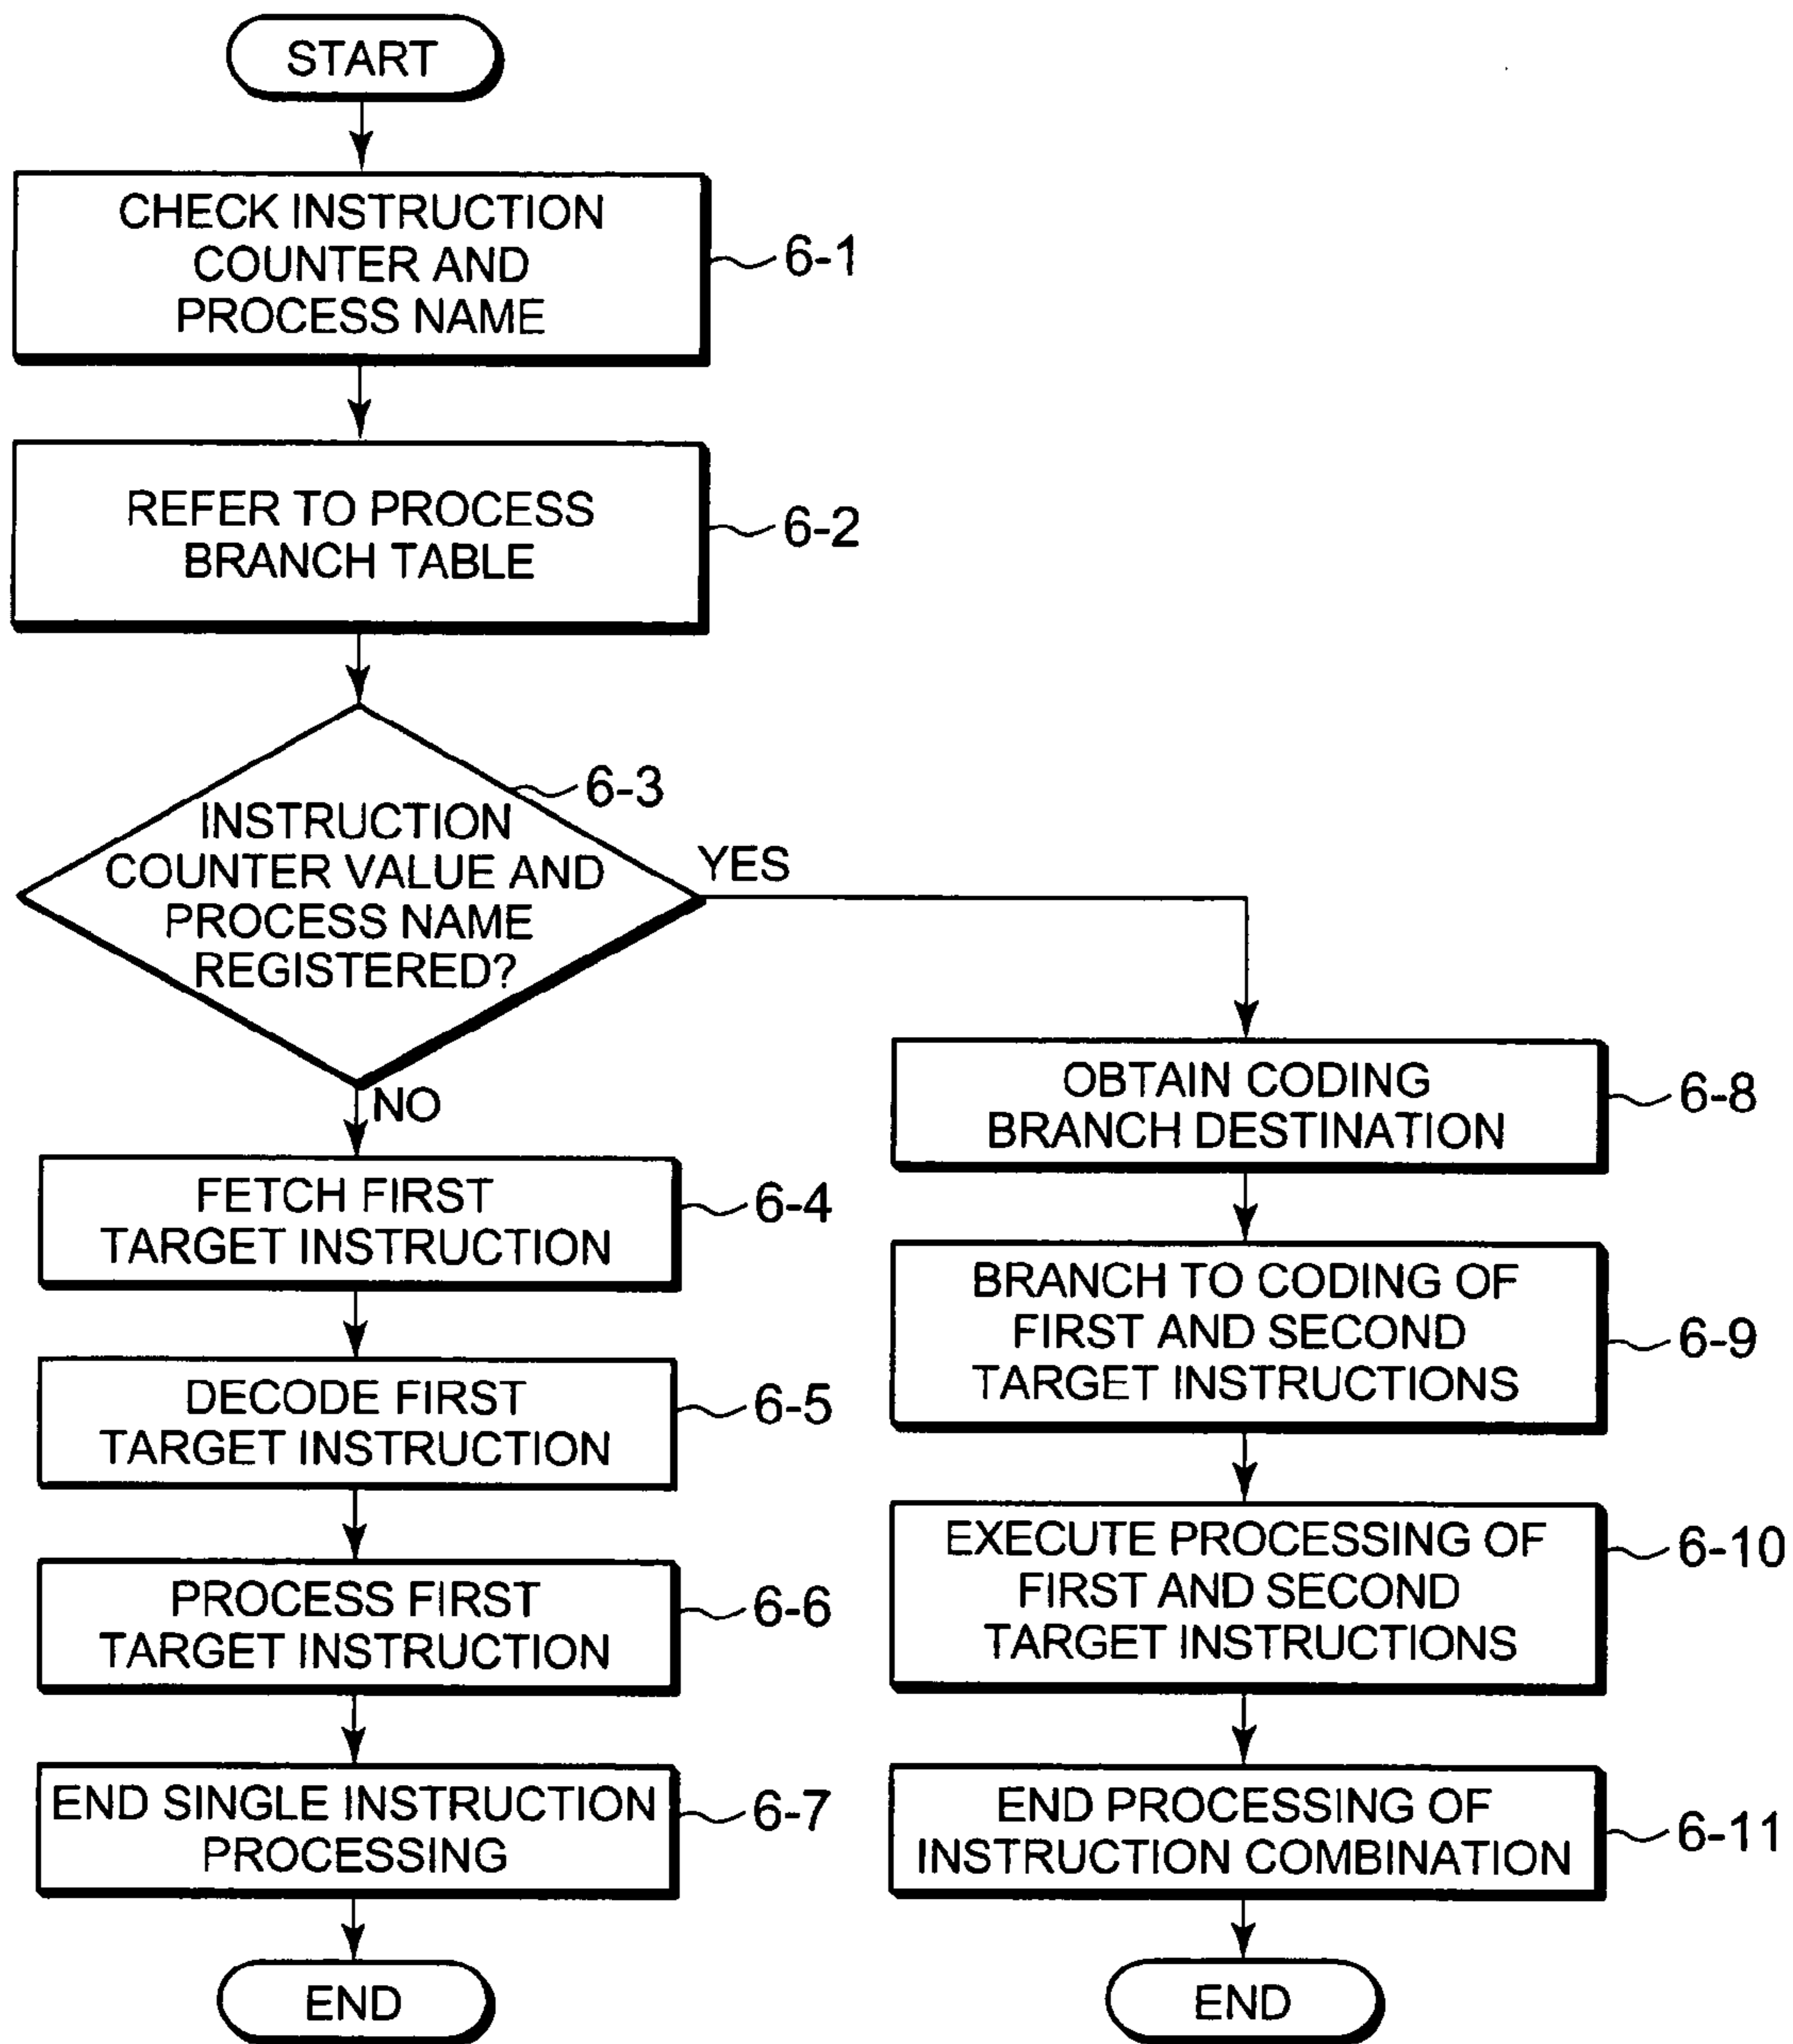 START
CHECK INSTRUCTION
COUNTER AND
PROCESS NAME
6-1
REFER TO PROCESS
BRANCH TABLE
6-2
6-3
INSTRUCTION
COUNTER VALUE AND
PROCESS NAME
REGISTERED?
YES
NO
FETCH FIRST
TARGET INSTRUCTION
6-4
DECODE FIRST
TARGET INSTRUCTION
6-5
PROCESS FIRST
TARGET INSTRUCTION
6-6
END SINGLE INSTRUCTION
PROCESSING
6-7
END
OBTAIN CODING
BRANCH DESTINATION
6-8
BRANCH TO CODING OF
FIRST AND SECOND
TARGET INSTRUCTIONS
6-9
EXECUTE PROCESSING OF
FIRST AND SECOND
TARGET INSTRUCTIONS
6-10
END PROCESSING OF
INSTRUCTION COMBINATION
6-11
END